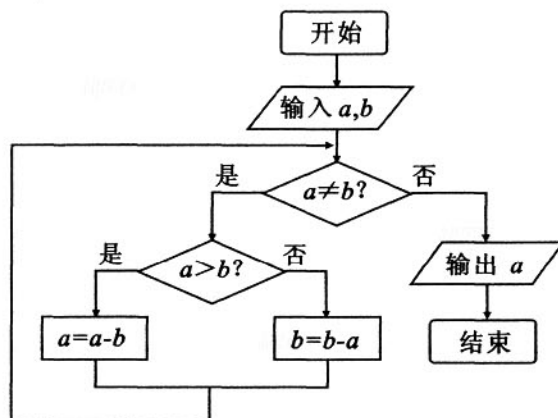 开始
输入 a,b
是
a≠b?
否
是
a>b?
否
输出 a
a=a-b
b=b-a
结束